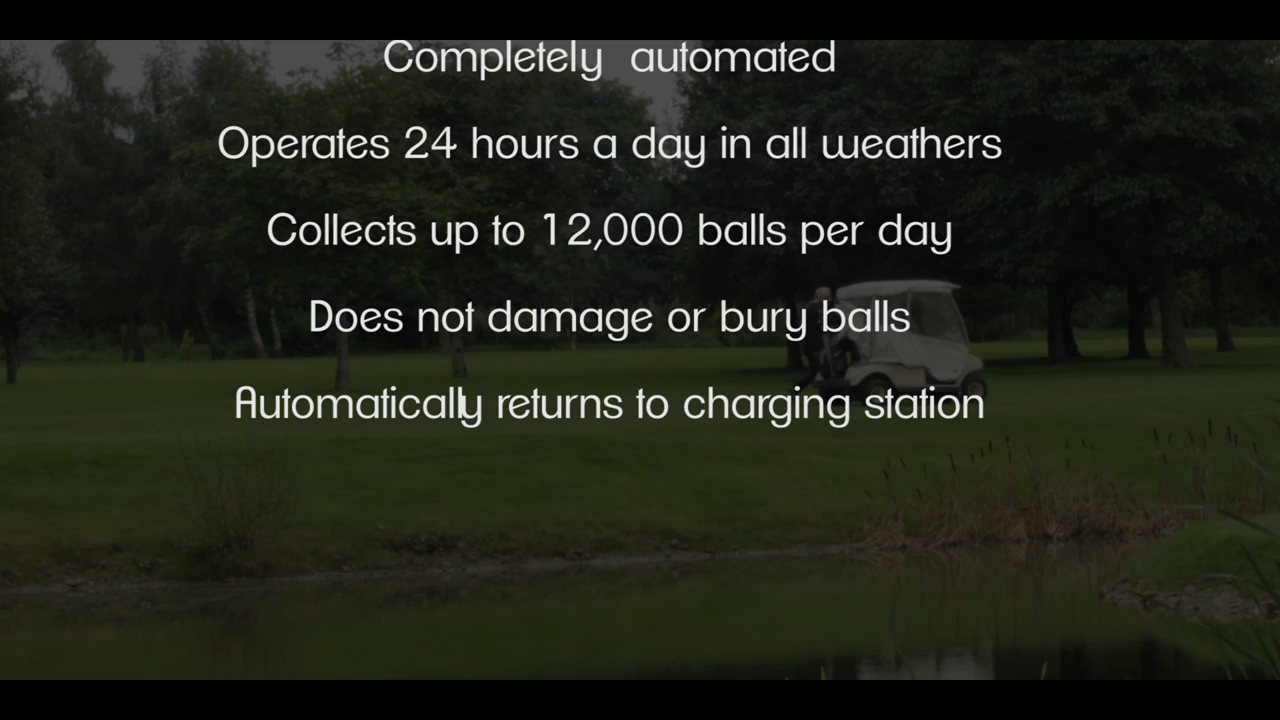 Completely automated
Operates 24 hours a day in all weathers
Collects up to 12,000 balls per day
Does not damage or bury balls
Automatically returns to charging station